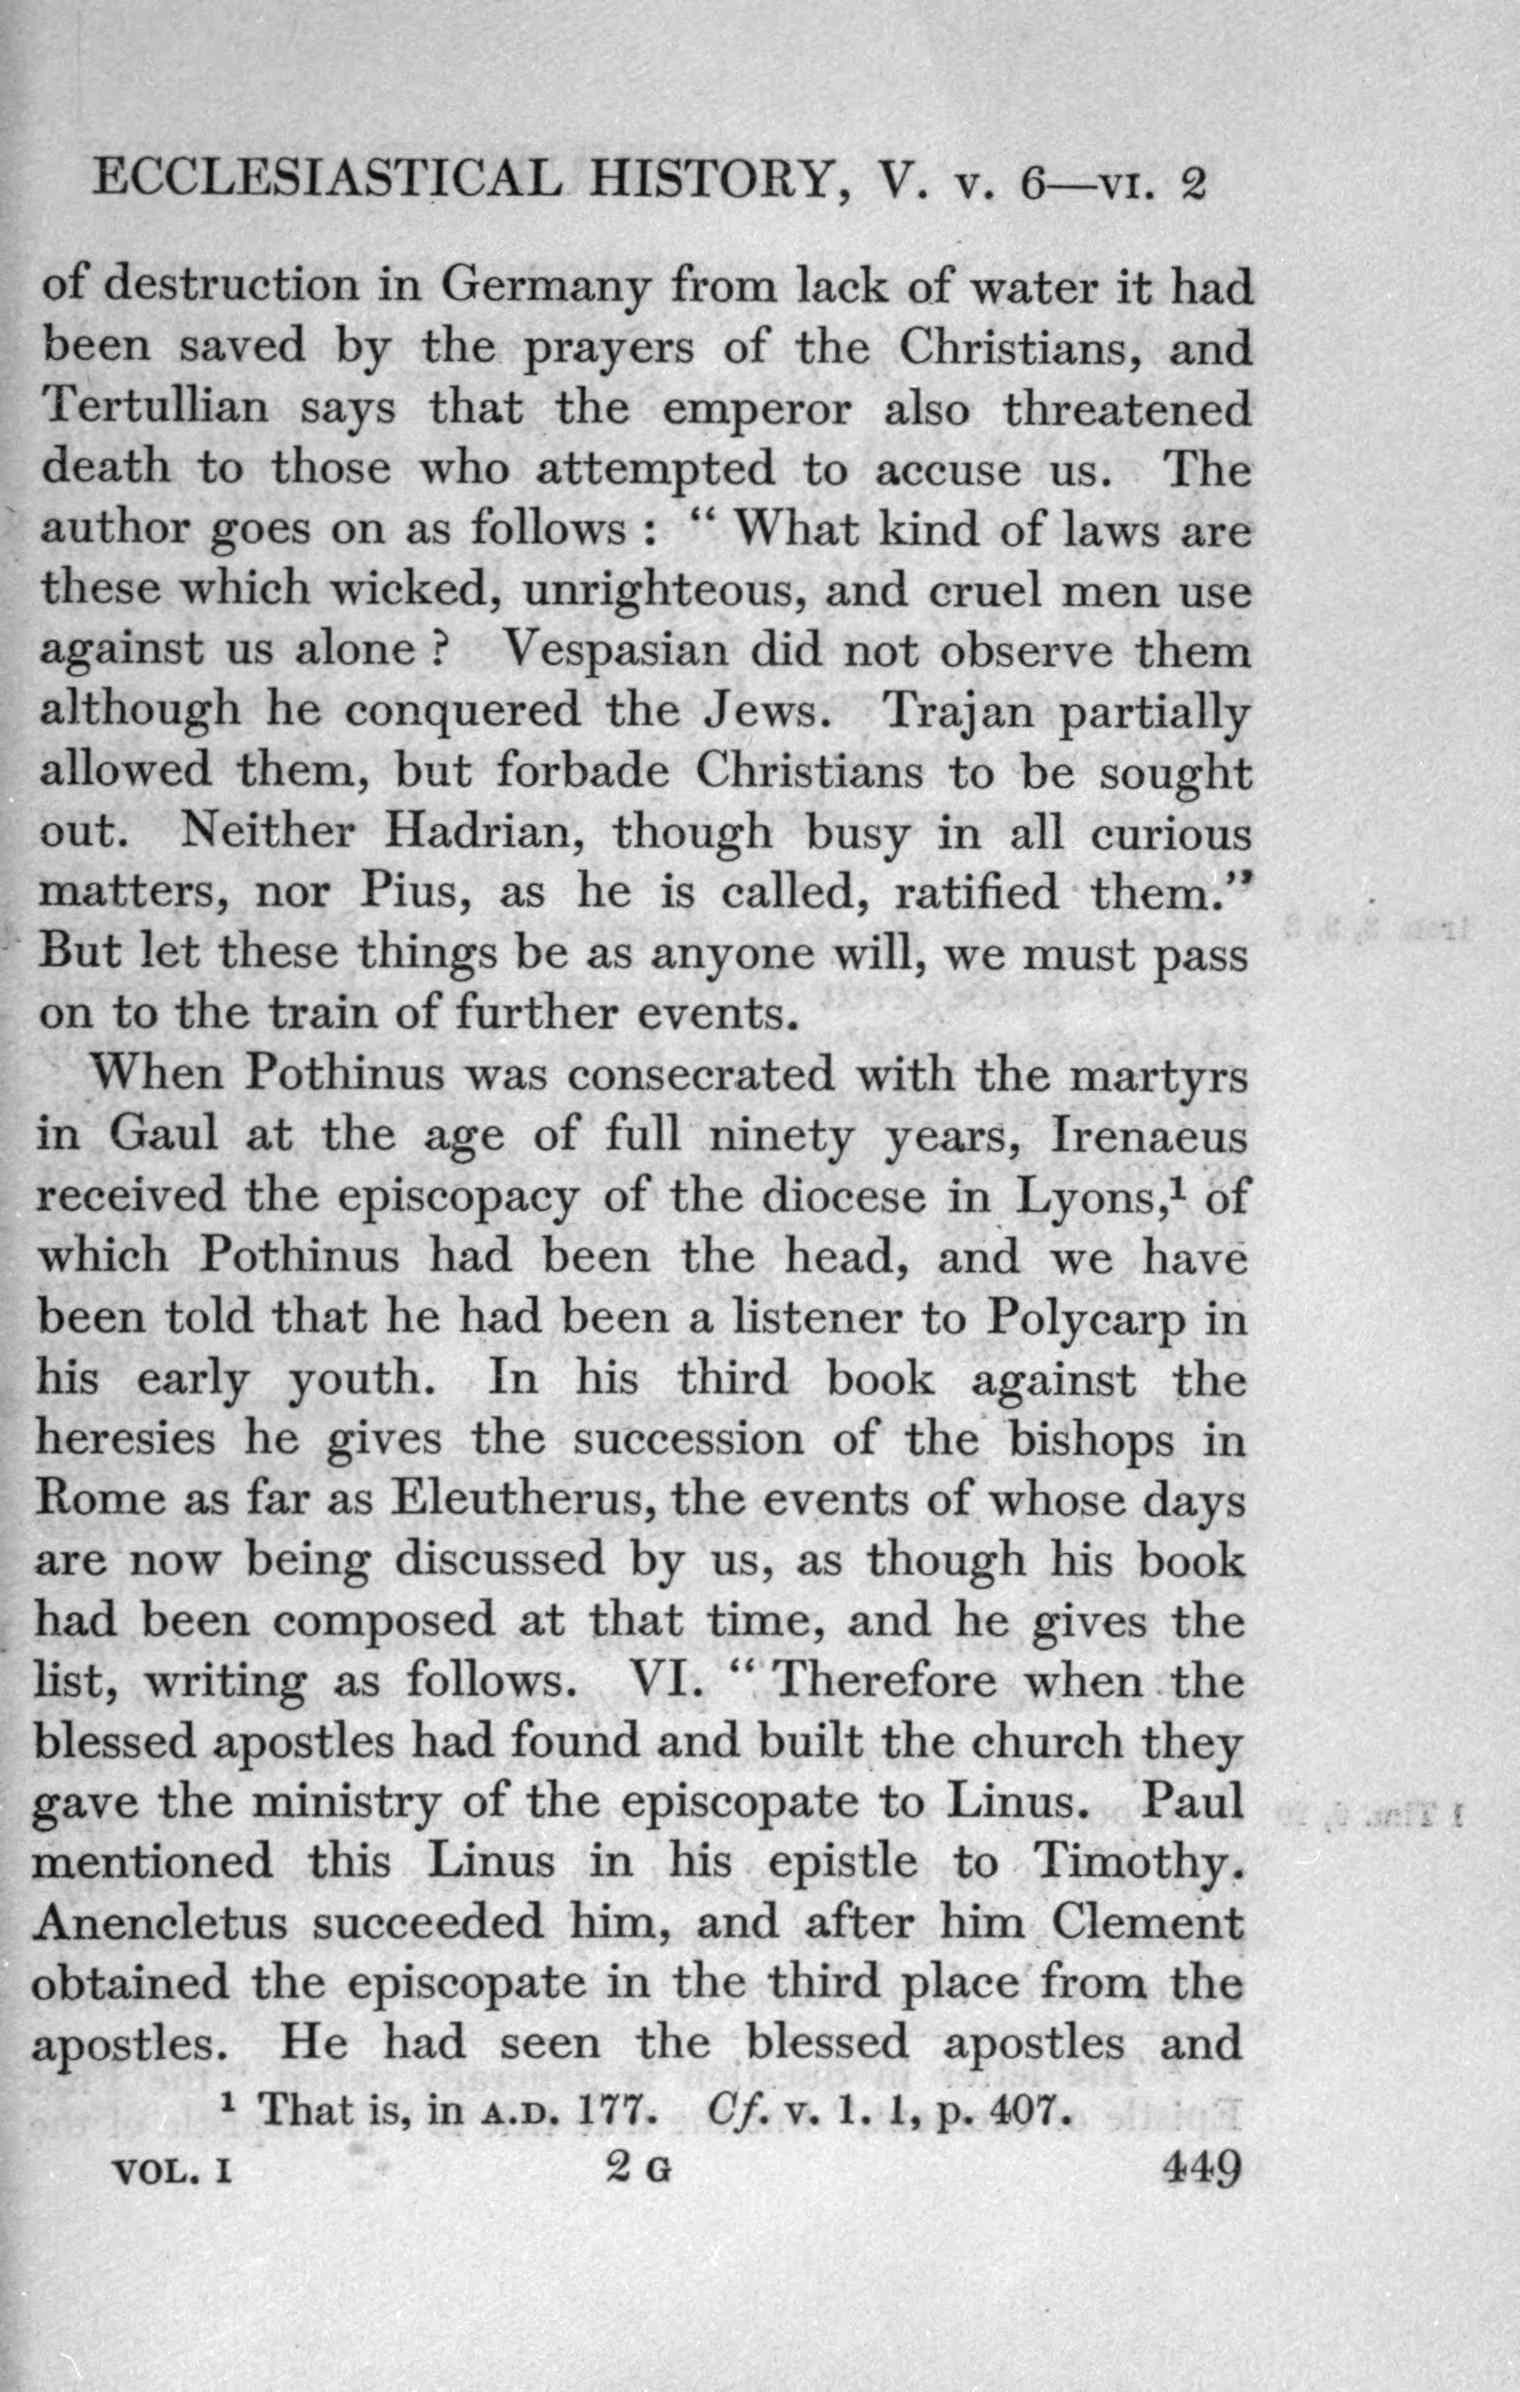 ECCLESIASTICAL HISTORY, V. v. 6—vi. 2
of destruction in Germany from lack of water it had
been saved by the prayers of the Christians, and
Tertullian says that the emperor also threatened
death to those who attempted to accuse us. The
author goes on as follows : “ What kind of laws are
these which wicked, unrighteous, and cruel men use
against us alone ? Vespasian did not observe them
although he conquered the Jews. Trajan partially
allowed them, but forbade Christians to be sought
out. Neither Hadrian, though busy in all curious
matters, nor Pius, as he is called, ratified them.”
But let these things be as anyone will, we must pass
on to the train of further events.
When Pothinus was consecrated with the martyrs
in Gaul at the age of full ninety years, Irenaeus
received the episcopacy of the diocese in Lyons,¹ of
which Pothinus had been the head, and we have
been told that he had been a listener to Polycarp in
his early youth. In his third book against the
heresies he gives the succession of the bishops in
Rome as far as Eleutherus, the events of whose days
are now being discussed by us, as though his book
had been composed at that time, and he gives the
list, writing as follows. VI. “ Therefore when the
blessed apostles had found and built the church they
gave the ministry of the episcopate to Linus. Paul
mentioned this Linus in his epistle to Timothy.
Anencletus succeeded him, and after him Clement
obtained the episcopate in the third place from the
apostles. He had seen the blessed apostles and
¹ That is, in A.D. 177. Cf. v. 1. 1, p. 407.
VOL. I 2 G 449